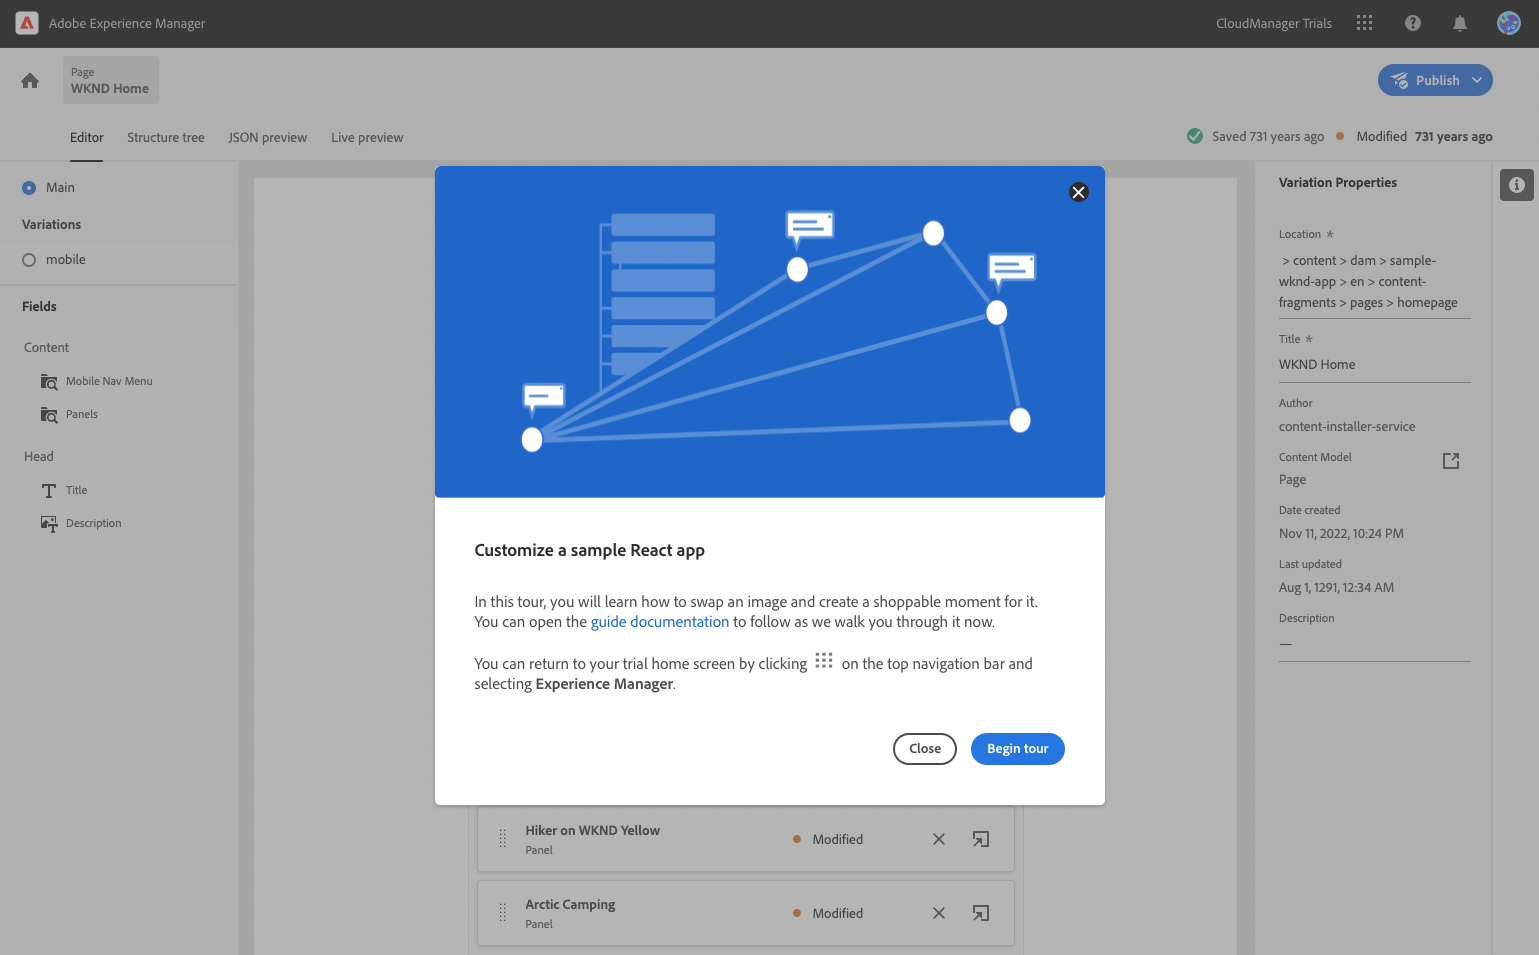 Adobe Experience Manager
CloudManager Trials
Page
WKND Home
Publish
Editor
Structure tree
JSON preview
Live preview
Saved 731 years ago
Modified 731 years ago
Main
Variations
mobile
Fields
Content
Mobile Nav Menu
Panels
Head
Title
Description
Customize a sample React app
In this tour, you will learn how to swap an image and create a shoppable moment for it.
You can open the guide documentation to follow as we walk you through it now.
You can return to your trial home screen by clicking on the top navigation bar and
selecting Experience Manager.
Close
Begin tour
Hiker on WKND Yellow
Panel
Modified
Arctic Camping
Panel
Modified
Variation Properties
Location *
> content > dam > sample-
wknd-app > en > content-
fragments > pages > homepage
Title *
WKND Home
Author
content-installer-service
Content Model
Page
Date created
Nov 11, 2022, 10:24 PM
Last updated
Aug 1, 1291, 12:34 AM
Description
—